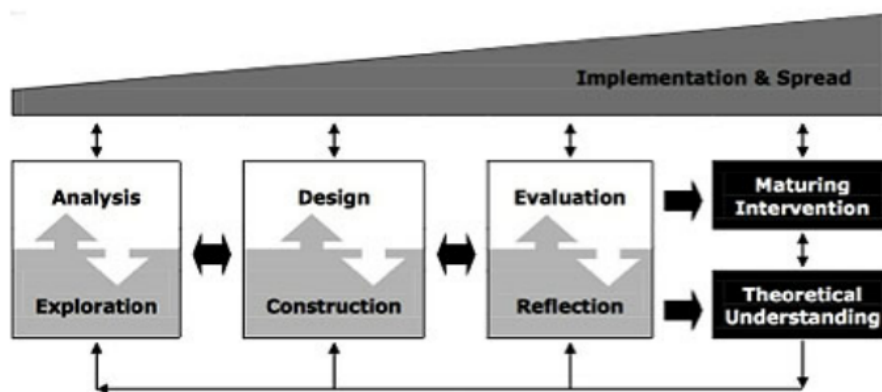 Implementation & Spread
Analysis
Exploration
Design
Construction
Evaluation
Reflection
Maturing
Intervention
Theoretical
Understanding